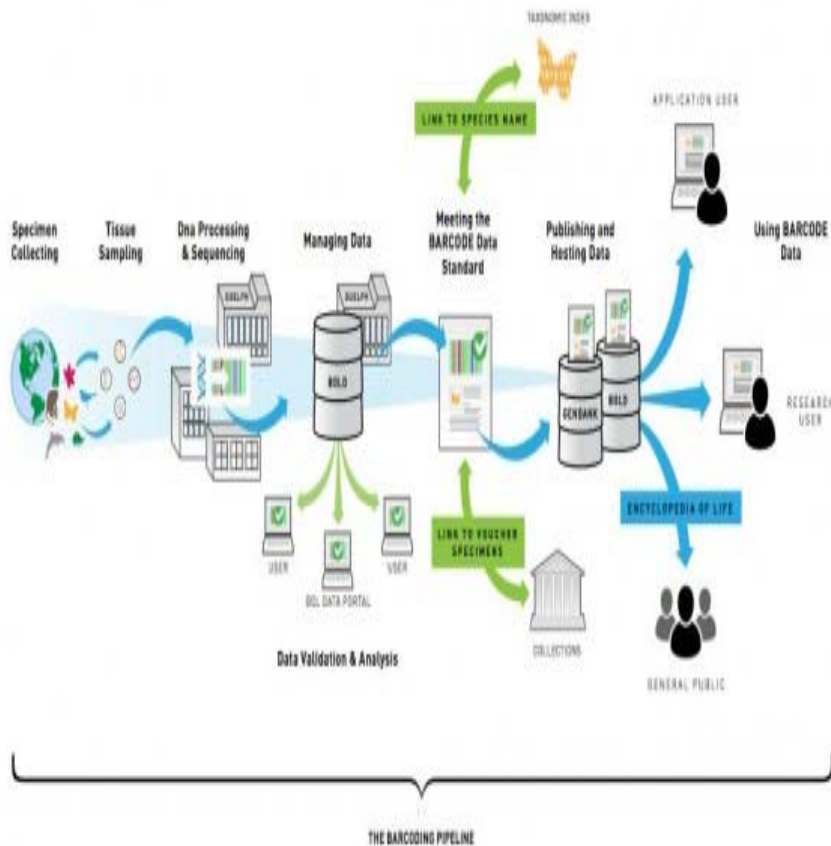 TAXONOMIC INDEX
LINK TO SPECIES NAME
APPLICATION USER
Specimen
Collecting
Tissue
Sampling
Dna Processing
& Sequencing
Managing Data
Meeting the
BARCODE Data
Standard
Publishing and
Hosting Data
Using BARCODE
Data
GUELPH
GUELPH
BOLD
GENBANK
BOLD
RESEARCH
USER
ENCYCLOPEDIA OF LIFE
LINK TO VOUCHER
SPECIMENS
USER
USER
BOL DATA PORTAL
COLLECTIONS
Data Validation & Analysis
GENERAL PUBLIC
THE BARCODING PIPELINE